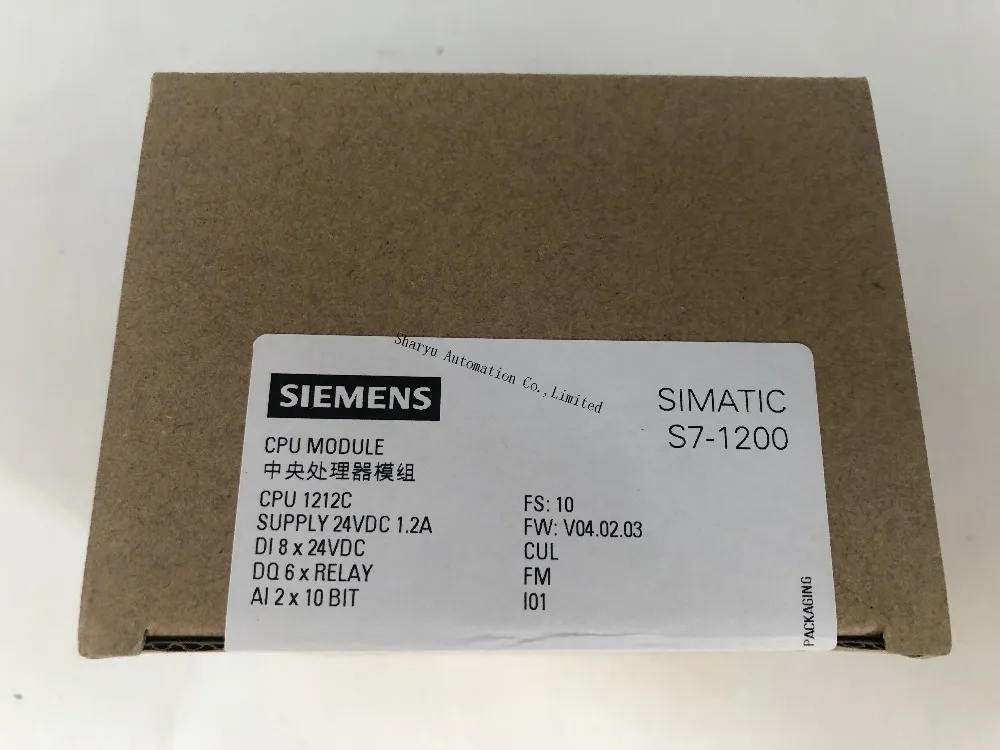 Sharyu Automation Co.,Limited
SIEMENS
SIMATIC
S7-1200
CPU MODULE
中央处理器模组
CPU 1212C
SUPPLY 24VDC 1.2A
DI 8 x 24VDC
DQ 6 x RELAY
AI 2 x 10 BIT
FS: 10
FW: V04.02.03
CUL
FM
I01
PACKAGING